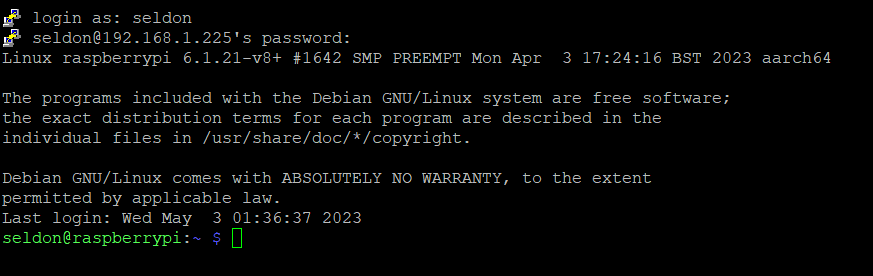 login as: seldon
seldon@192.168.1.225's password:
Linux raspberrypi 6.1.21-v8+ #1642 SMP PREEMPT Mon Apr  3 17:24:16 BST 2023 aarch64
The programs included with the Debian GNU/Linux system are free software;
the exact distribution terms for each program are described in the
individual files in /usr/share/doc/*/copyright.
Debian GNU/Linux comes with ABSOLUTELY NO WARRANTY, to the extent
permitted by applicable law.
Last login: Wed May  3 01:36:37 2023
seldon@raspberrypi:~ $